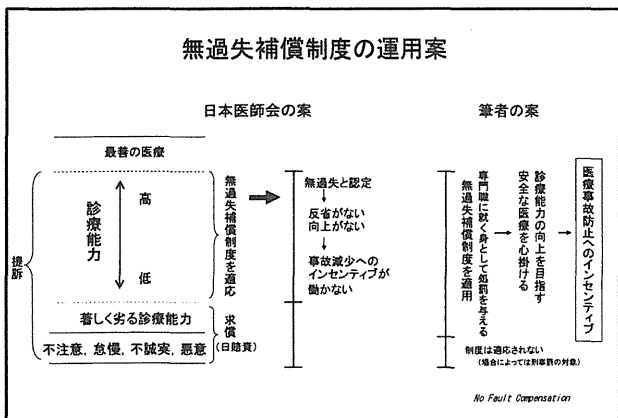 無過失補償制度の運用案
日本医師会の案
筆者の案
最善の医療
提訴
診療能力
高
低
無過失補償制度を適応
著しく劣る診療能力
不注意,怠慢,不誠実,悪意
求償
(日賠責)
無過失と認定
反省がない
向上がない
事故減少への
インセンティブが
働かない
専門職に就く身として処罰を与える
無過失補償制度を適用
診療能力の向上を目指す
安全な医療を心掛ける
医療事故防止へのインセンティブ
制度は適応されない
(場合によっては刑事罰の対象)
No Fault Compensation